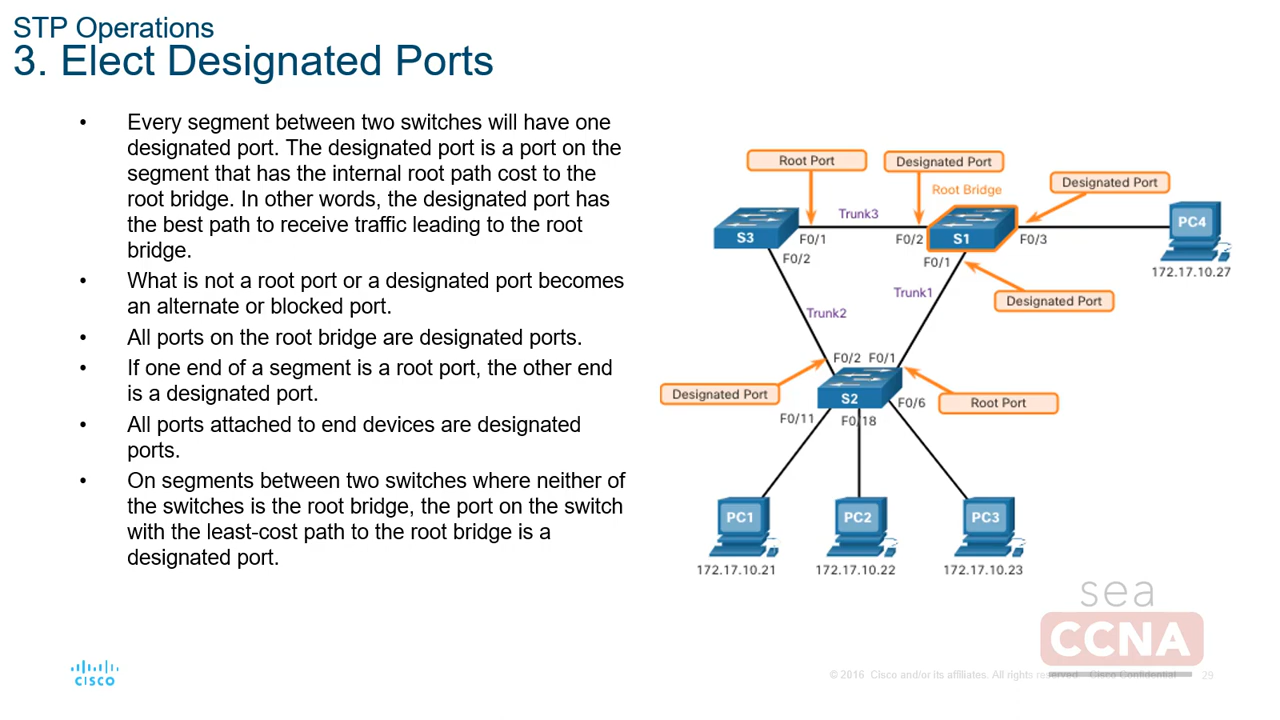 STP Operations
3. Elect Designated Ports
• Every segment between two switches will have one
designated port. The designated port is a port on the
segment that has the internal root path cost to the
root bridge. In other words, the designated port has
the best path to receive traffic leading to the root
bridge.
• What is not a root port or a designated port becomes
an alternate or blocked port.
• All ports on the root bridge are designated ports.
• If one end of a segment is a root port, the other end
is a designated port.
• All ports attached to end devices are designated
ports.
• On segments between two switches where neither of
the switches is the root bridge, the port on the switch
with the least-cost path to the root bridge is a
designated port.
Root Port
Designated Port
Root Bridge
Designated Port
Trunk3
S3
F0/1
F0/2
S1
F0/3
PC4
F0/2
F0/1
172.17.10.27
Trunk1
Designated Port
Trunk2
F0/2 F0/1
Designated Port
S2
F0/6
Root Port
F0/11
F0/18
PC1
PC2
PC3
172.17.10.21
172.17.10.22
172.17.10.23
sea
CCNA
CISCO
© 2016 Cisco and/or its affiliates. All rights reserved. Cisco Confidential
29